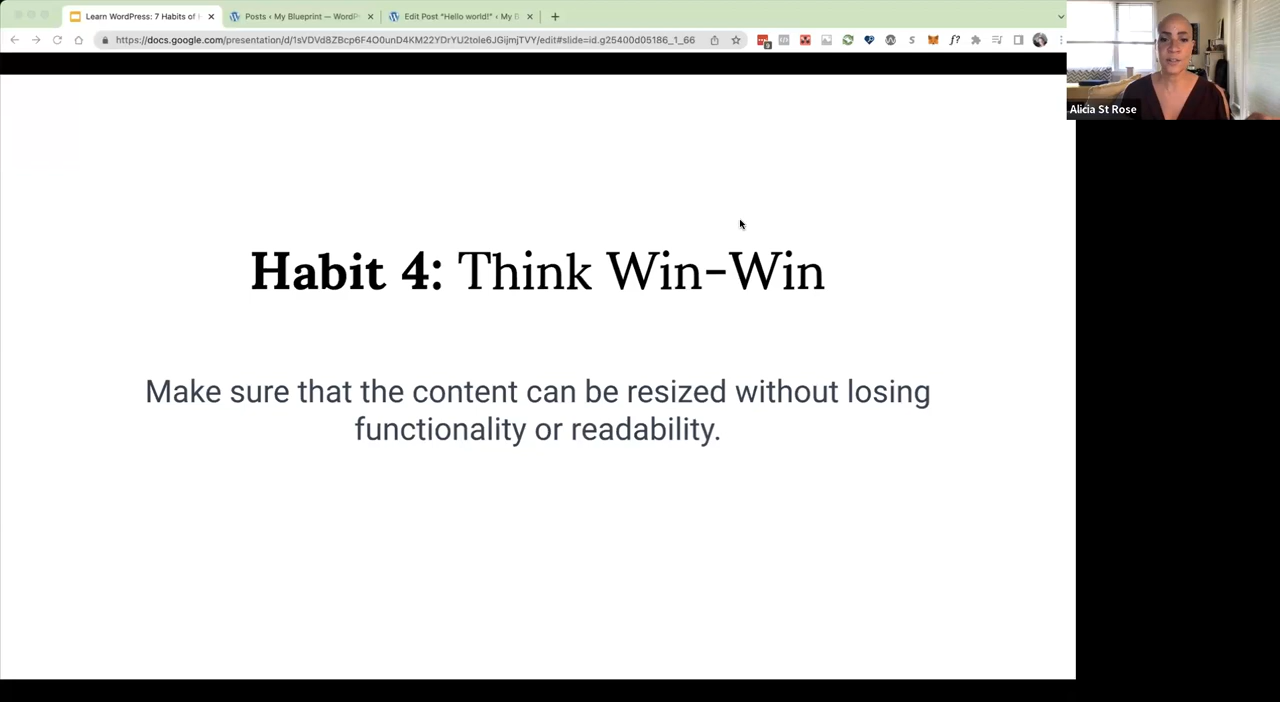 Learn WordPress: 7 Habits of H
Posts ‹ My Blueprint — WordP
Edit Post "Hello world!" ‹ My B
https://docs.google.com/presentation/d/1sVDVd8ZBcp6F4O0unD4KM22YDrYU2tole6JGijmjTVY/edit#slide=id.g25400d05186_1_66
Alicia St Rose
Habit 4: Think Win-Win
Make sure that the content can be resized without losing
functionality or readability.